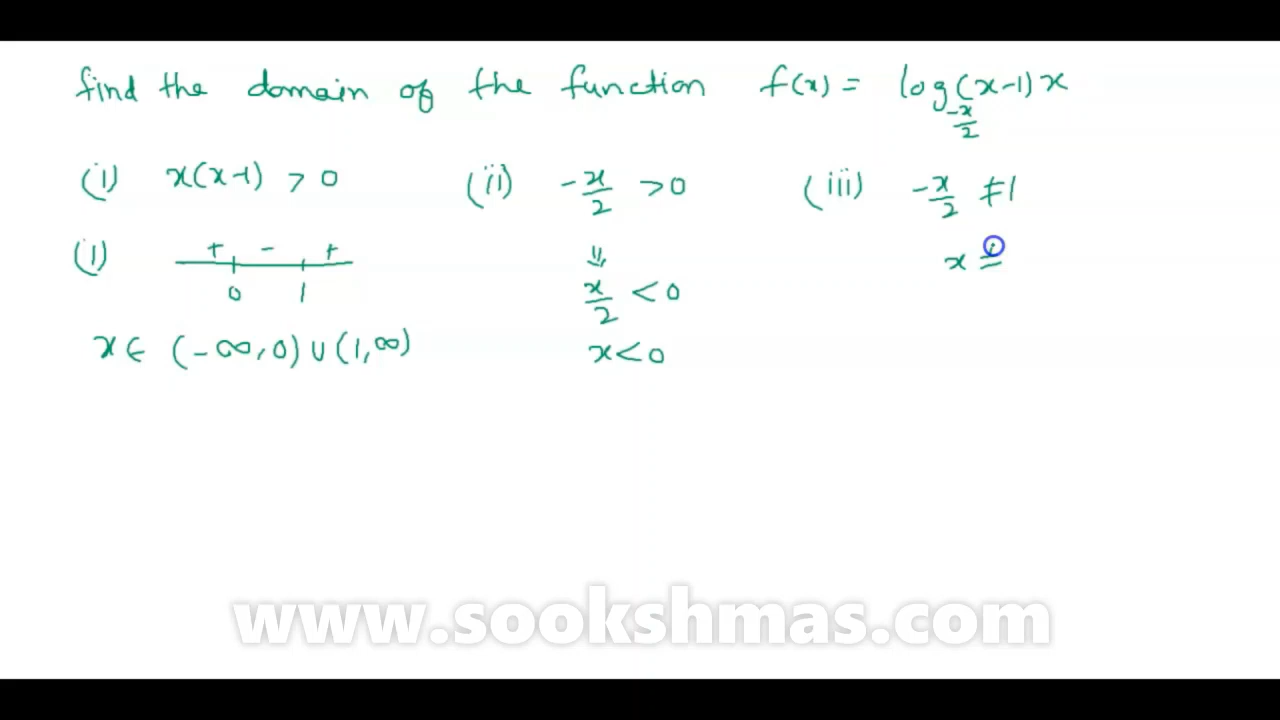 find the domain of the function f(x) = log_{-x/2} (x-1)x
(i) x(x-1) > 0 (ii) -x/2 > 0 (iii) -x/2 ≠ 1
(i) + - + ⇓ x =
0 1 x/2 < 0
x ∈ (-∞, 0) ∪ (1, ∞) x < 0
www.sookshmas.com